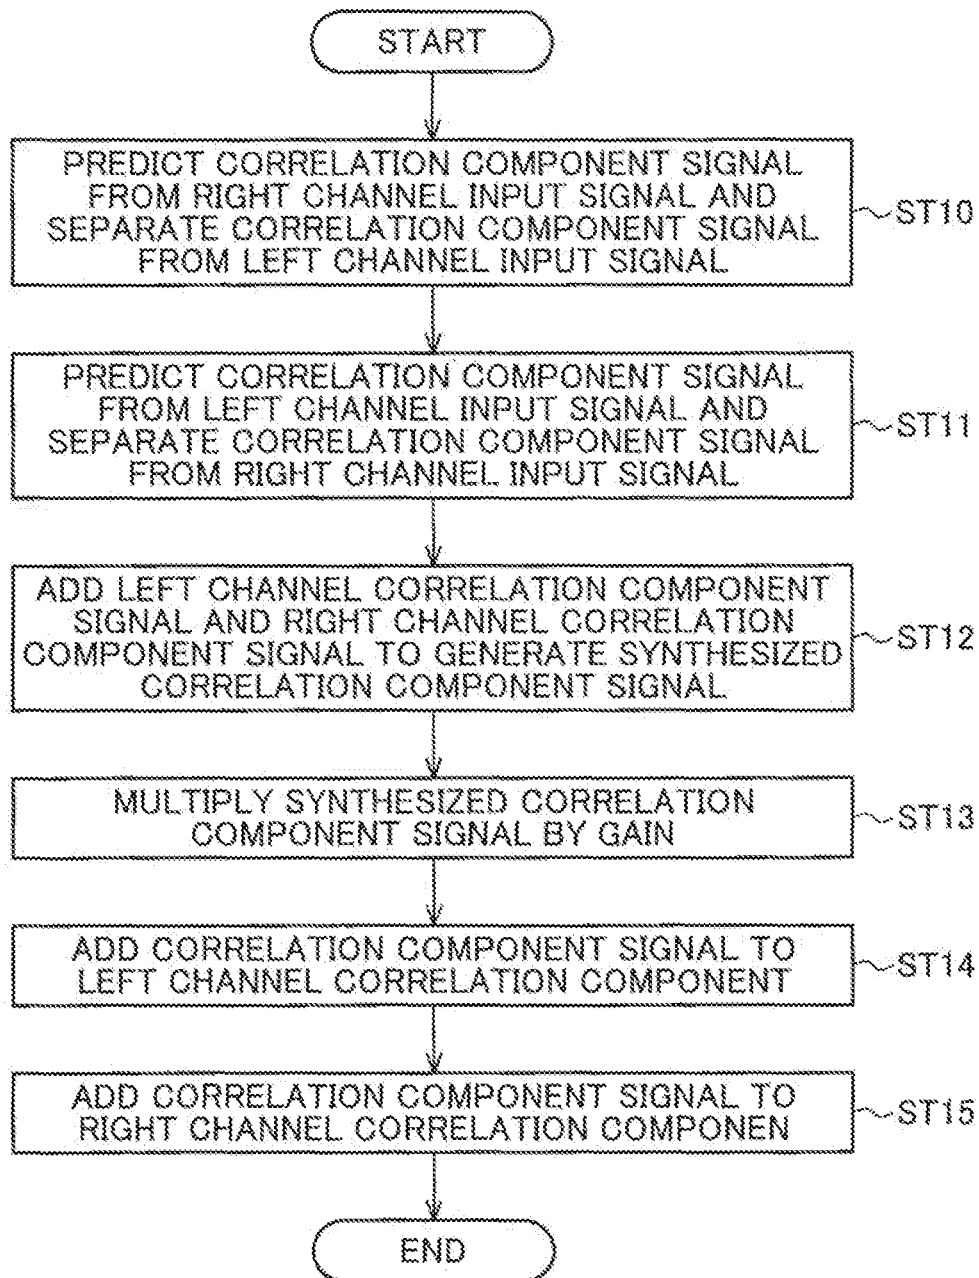 START
PREDICT CORRELATION COMPONENT SIGNAL
FROM RIGHT CHANNEL INPUT SIGNAL AND
SEPARATE CORRELATION COMPONENT SIGNAL
FROM LEFT CHANNEL INPUT SIGNAL
ST10
PREDICT CORRELATION COMPONENT SIGNAL
FROM LEFT CHANNEL INPUT SIGNAL AND
SEPARATE CORRELATION COMPONENT SIGNAL
FROM RIGHT CHANNEL INPUT SIGNAL
ST11
ADD LEFT CHANNEL CORRELATION COMPONENT
SIGNAL AND RIGHT CHANNEL CORRELATION
COMPONENT SIGNAL TO GENERATE SYNTHESIZED
CORRELATION COMPONENT SIGNAL
ST12
MULTIPLY SYNTHESIZED CORRELATION
COMPONENT SIGNAL BY GAIN
ST13
ADD CORRELATION COMPONENT SIGNAL TO
LEFT CHANNEL CORRELATION COMPONENT
ST14
ADD CORRELATION COMPONENT SIGNAL TO
RIGHT CHANNEL CORRELATION COMPONEN
ST15
END